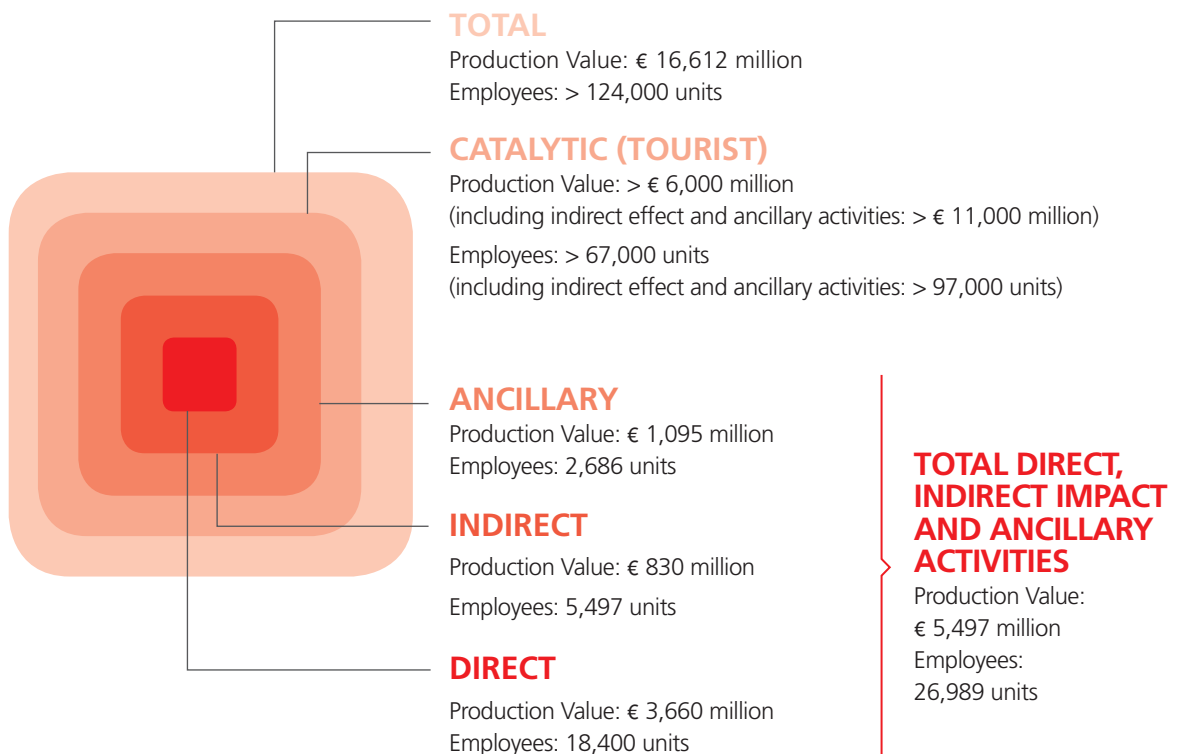 TOTAL
Production Value: € 16,612 million
Employees: > 124,000 units
CATALYTIC (TOURIST)
Production Value: > € 6,000 million
(including indirect effect and ancillary activities: > € 11,000 million)
Employees: > 67,000 units
(including indirect effect and ancillary activities: > 97,000 units)
ANCILLARY
Production Value: € 1,095 million
Employees: 2,686 units
INDIRECT
Production Value: € 830 million
Employees: 5,497 units
DIRECT
Production Value: € 3,660 million
Employees: 18,400 units
TOTAL DIRECT,
INDIRECT IMPACT
AND ANCILLARY
ACTIVITIES
Production Value:
€ 5,497 million
Employees:
26,989 units